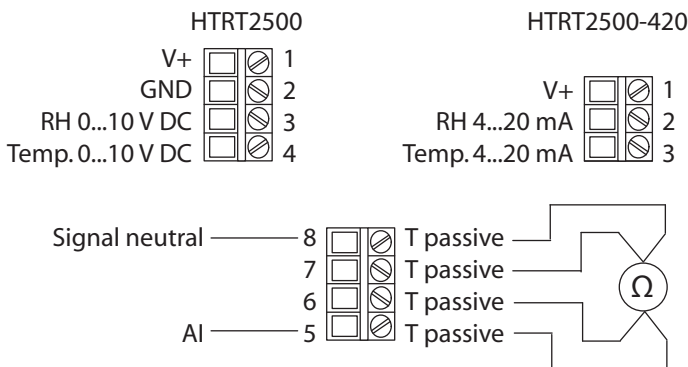 HTRT2500
V+ 1
GND 2
RH 0...10 V DC 3
Temp. 0...10 V DC 4
HTRT2500-420
V+ 1
RH 4...20 mA 2
Temp. 4...20 mA 3
Signal neutral 8 T passive
7 T passive
6 T passive
AI 5 T passive
Ω